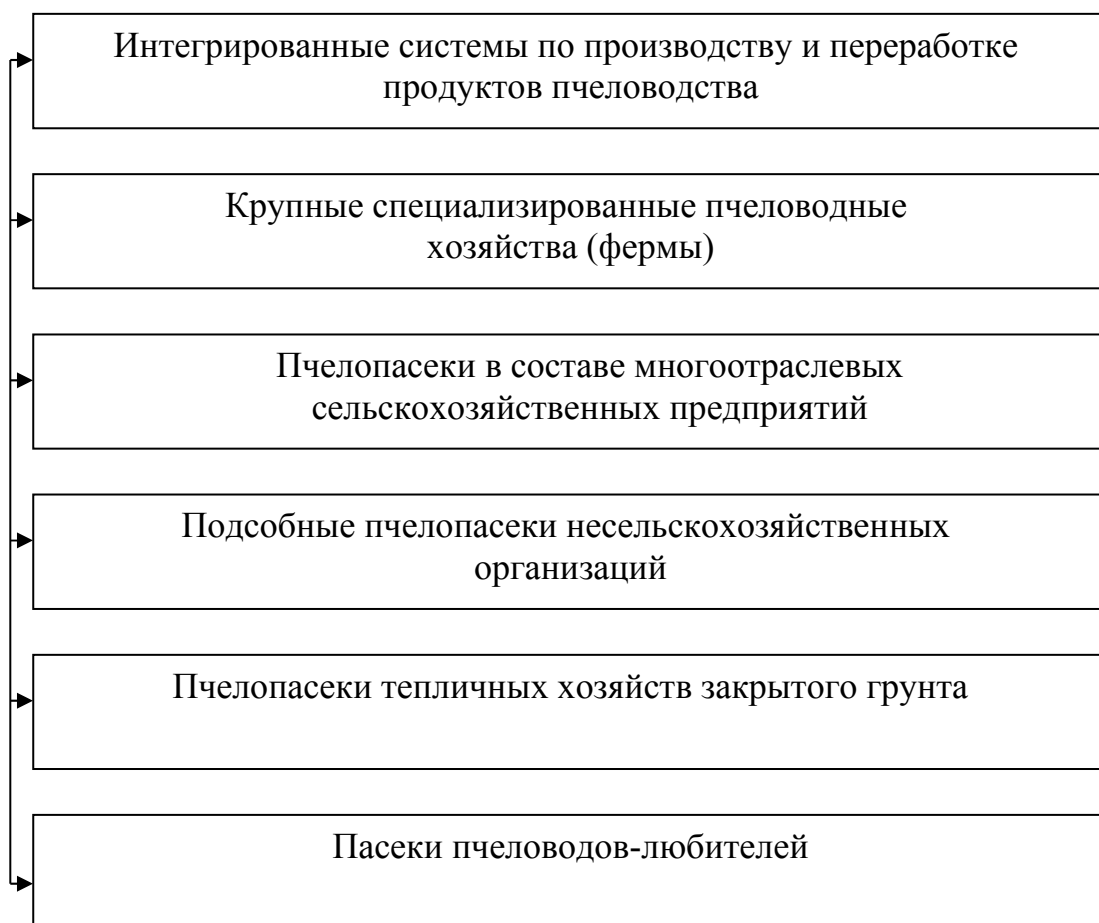 Интегрированные системы по производству и переработке
продуктов пчеловодства
Крупные специализированные пчеловодные
хозяйства (фермы)
Пчелопасеки в составе многоотраслевых
сельскохозяйственных предприятий
Подсобные пчелопасеки несельскохозяйственных
организаций
Пчелопасеки тепличных хозяйств закрытого грунта
Пасеки пчеловодов-любителей